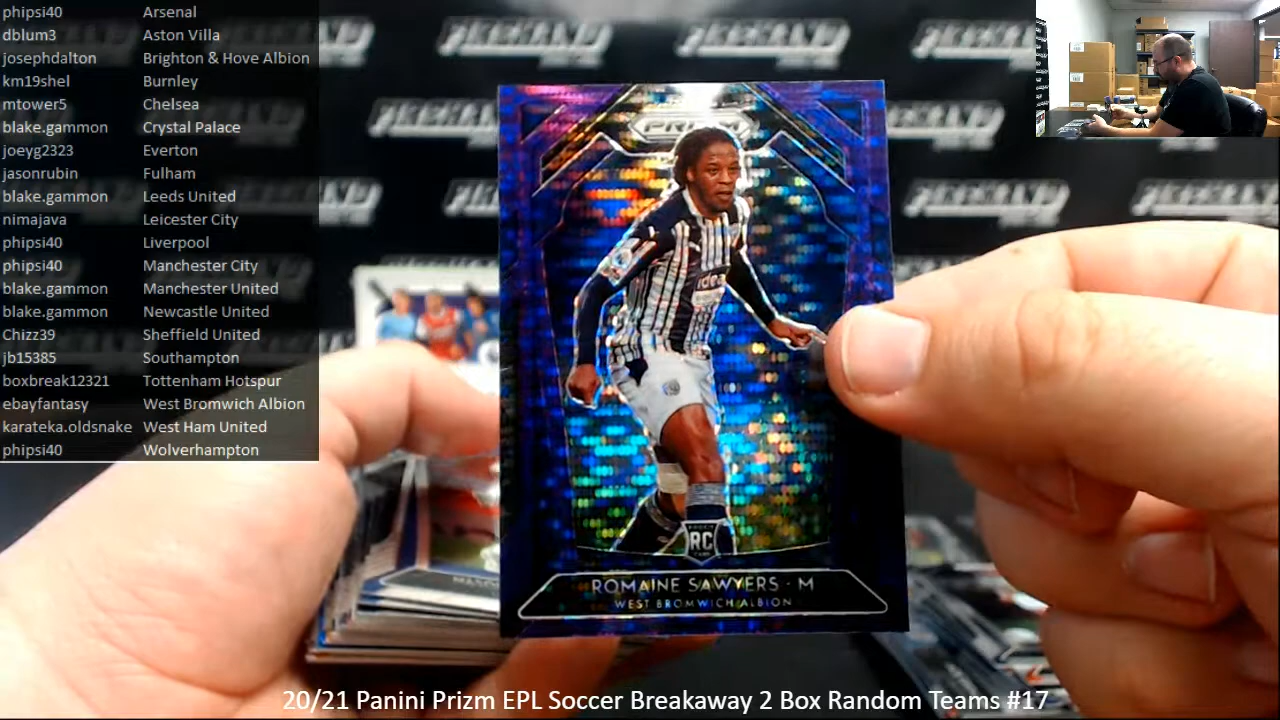 phipsi40 Arsenal
dblum3 Aston Villa
josephdalton Brighton & Hove Albion
km19shel Burnley
mtower5 Chelsea
blake.gammon Crystal Palace
joeyg2323 Everton
jasonrubin Fulham
blake.gammon Leeds United
nimajava Leicester City
phipsi40 Liverpool
phipsi40 Manchester City
blake.gammon Manchester United
blake.gammon Newcastle United
Chizz39 Sheffield United
jb15385 Southampton
boxbreak12321 Tottenham Hotspur
ebayfantasy West Bromwich Albion
karateka.oldsnake West Ham United
phipsi40 Wolverhampton
PRIZM
idea
RC
ROMAINE SAWYERS · M
WEST BROMWICH ALBION
20/21 Panini Prizm EPL Soccer Breakaway 2 Box Random Teams #17